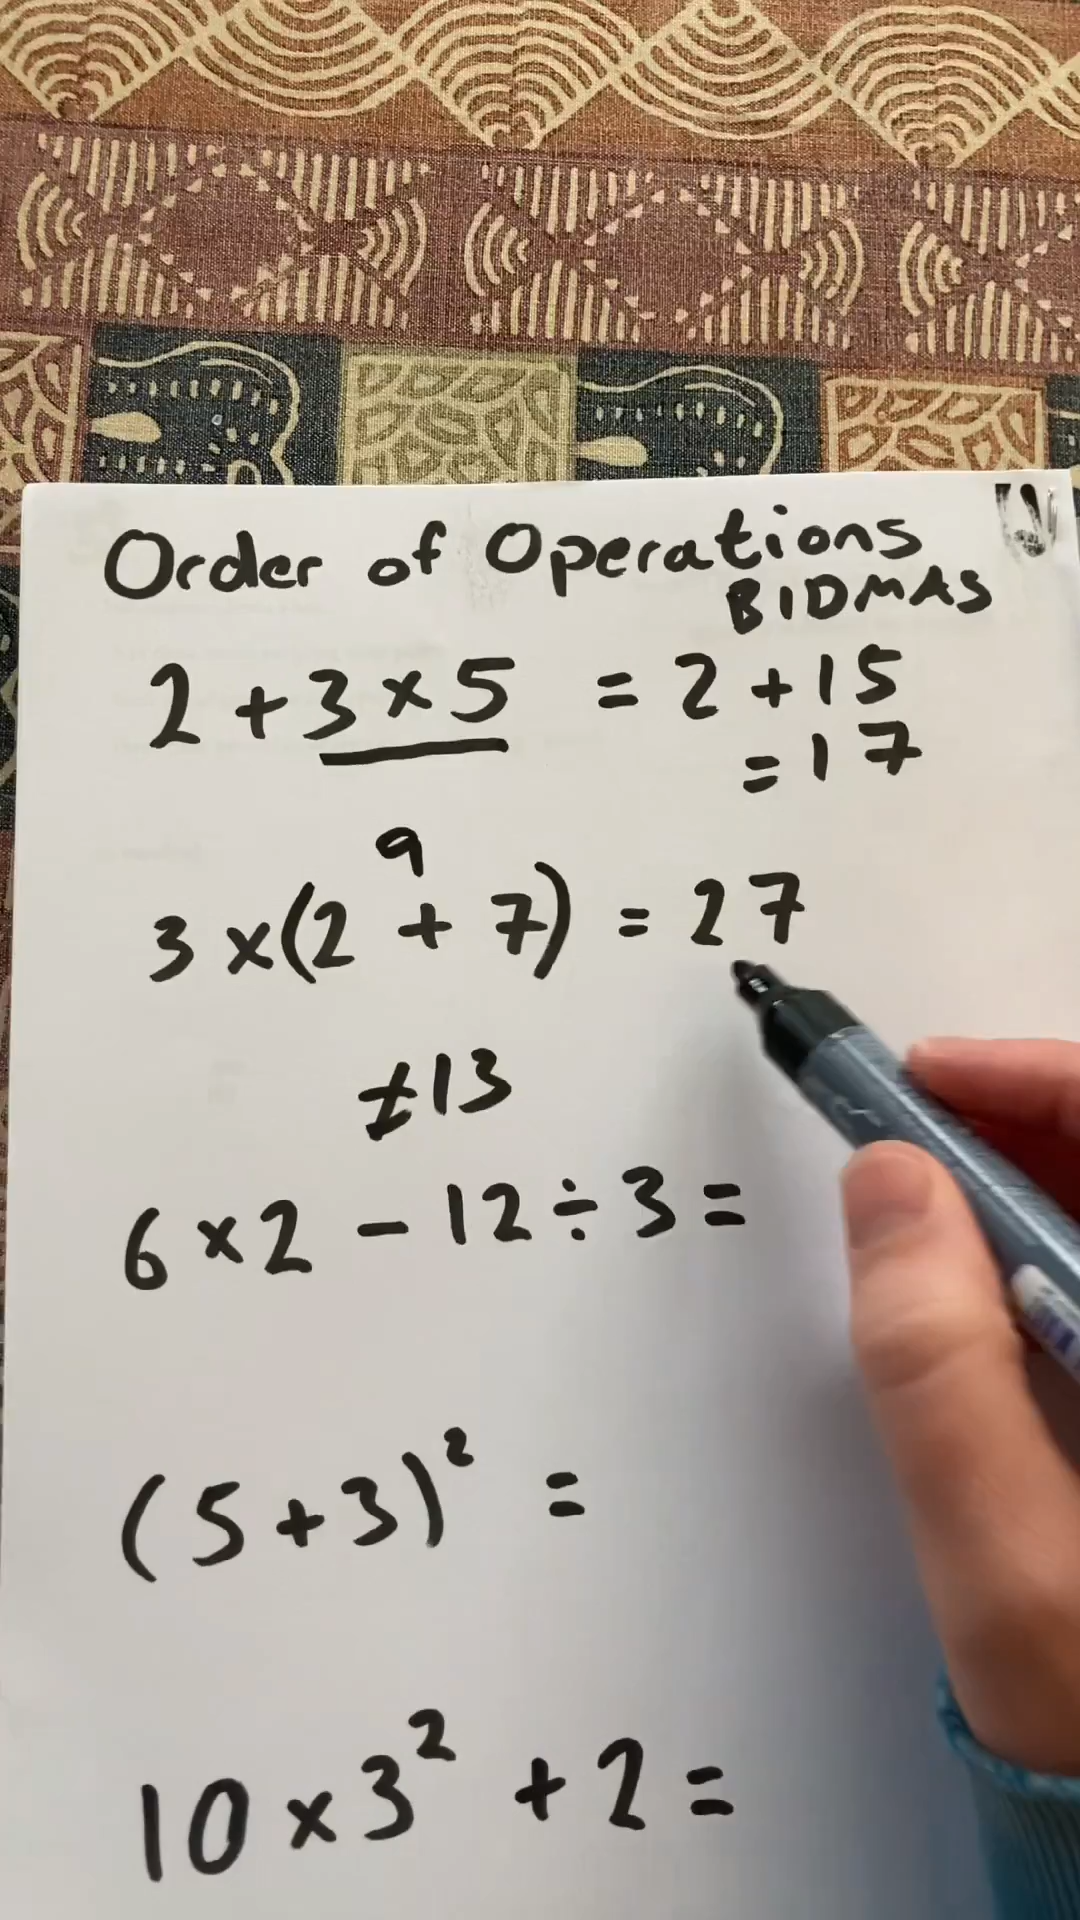 Order of Operations
BIDMAS
2 + 3 × 5 = 2 + 15
= 17
9
3 × (2 + 7) = 27
≠ 13
6 × 2 - 12 ÷ 3 =
(5 + 3)² =
10 × 3² + 2 =